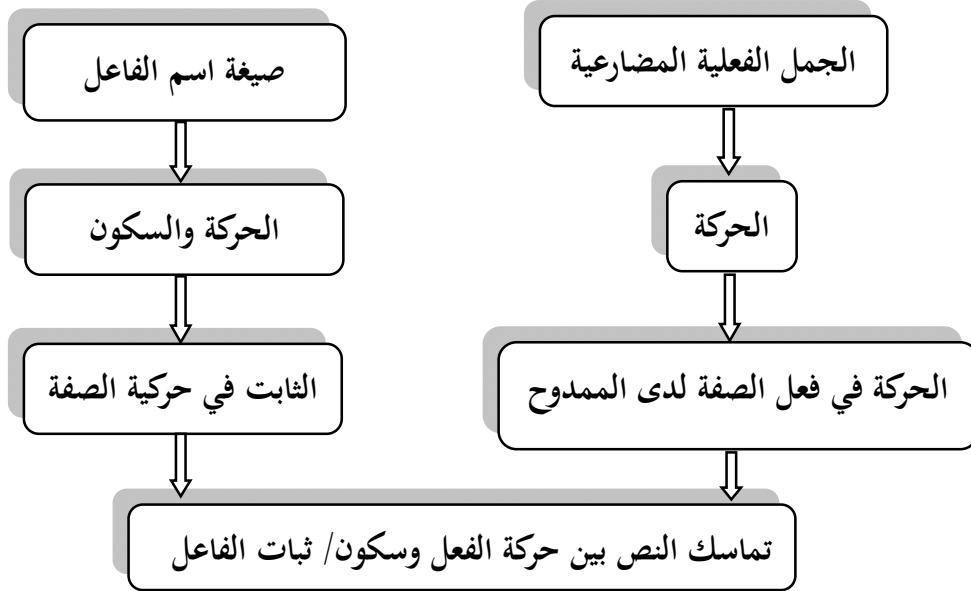 الجمل الفعلية المضارعية
صيغة اسم الفاعل
الحركة
الحركة والسكون
الحركة في فعل الصفة لدى الممدوح
الثابت في حركية الصفة
تماسك النص بين حركة الفعل وسكون/ ثبات الفاعل